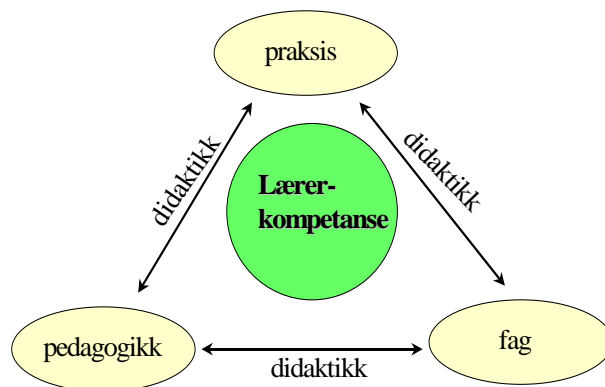 praksis
didaktikk
didaktikk
Lærer-
kompetanse
pedagogikk
fag
didaktikk